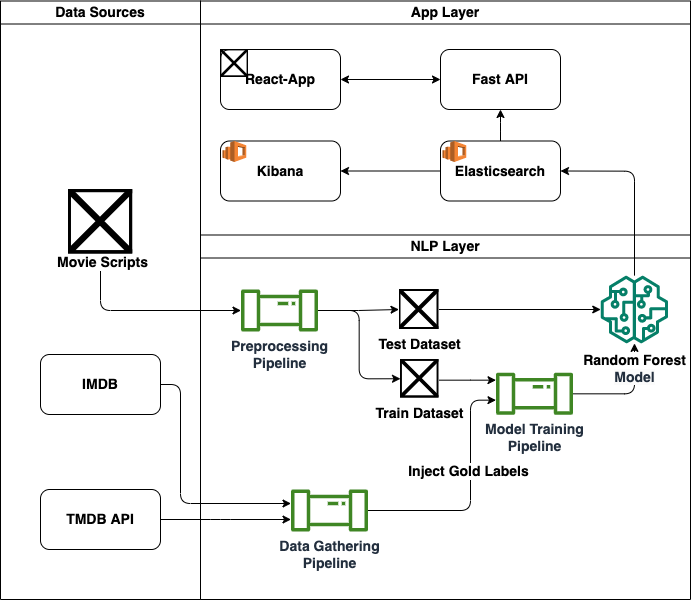 Data Sources
App Layer
React-App
Fast API
Kibana
Elasticsearch
Movie Scripts
NLP Layer
Preprocessing
Pipeline
Test Dataset
Random Forest
Model
IMDB
Train Dataset
Model Training
Pipeline
Inject Gold Labels
TMDB API
Data Gathering
Pipeline